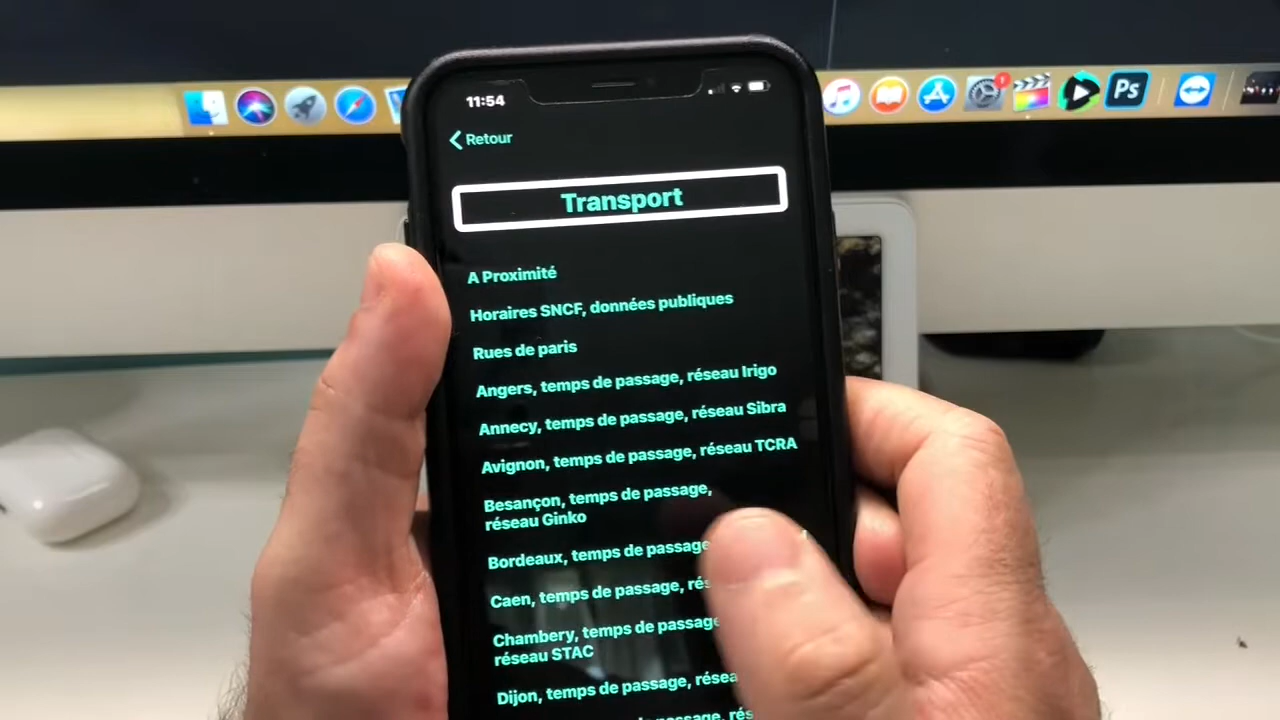 11:54
Retour
Transport
A Proximité
Horaires SNCF, données publiques
Rues de paris
Angers, temps de passage, réseau Irigo
Annecy, temps de passage, réseau Sibra
Avignon, temps de passage, réseau TCRA
Besançon, temps de passage,
réseau Ginko
Bordeaux, temps de passage
Caen, temps de passage,
Chambery, temps de passage
réseau STAC
Dijon, temps de passage,
de passage,
Ps